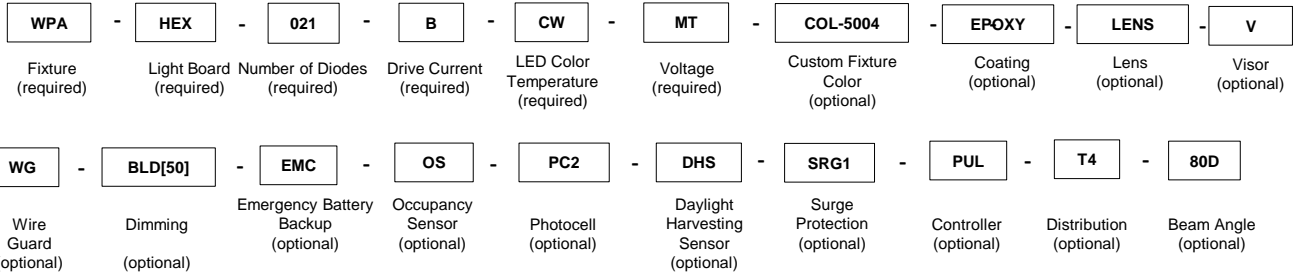 WPA - HEX - 021 - B - CW - MT - COL-5004 - EPOXY - LENS - V
Fixture (required)
Light Board (required)
Number of Diodes (required)
Drive Current (required)
LED Color Temperature (required)
Voltage (required)
Custom Fixture Color (optional)
Coating (optional)
Lens (optional)
Visor (optional)
WG - BLD[50] - EMC - OS - PC2 - DHS - SRG1 - PUL - T4 - 80D
Wire Guard optional)
Dimming (optional)
Emergency Battery Backup (optional)
Occupancy Sensor (optional)
Photocell (optional)
Daylight Harvesting Sensor (optional)
Surge Protection (optional)
Controller (optional)
Distribution (optional)
Beam Angle (optional)